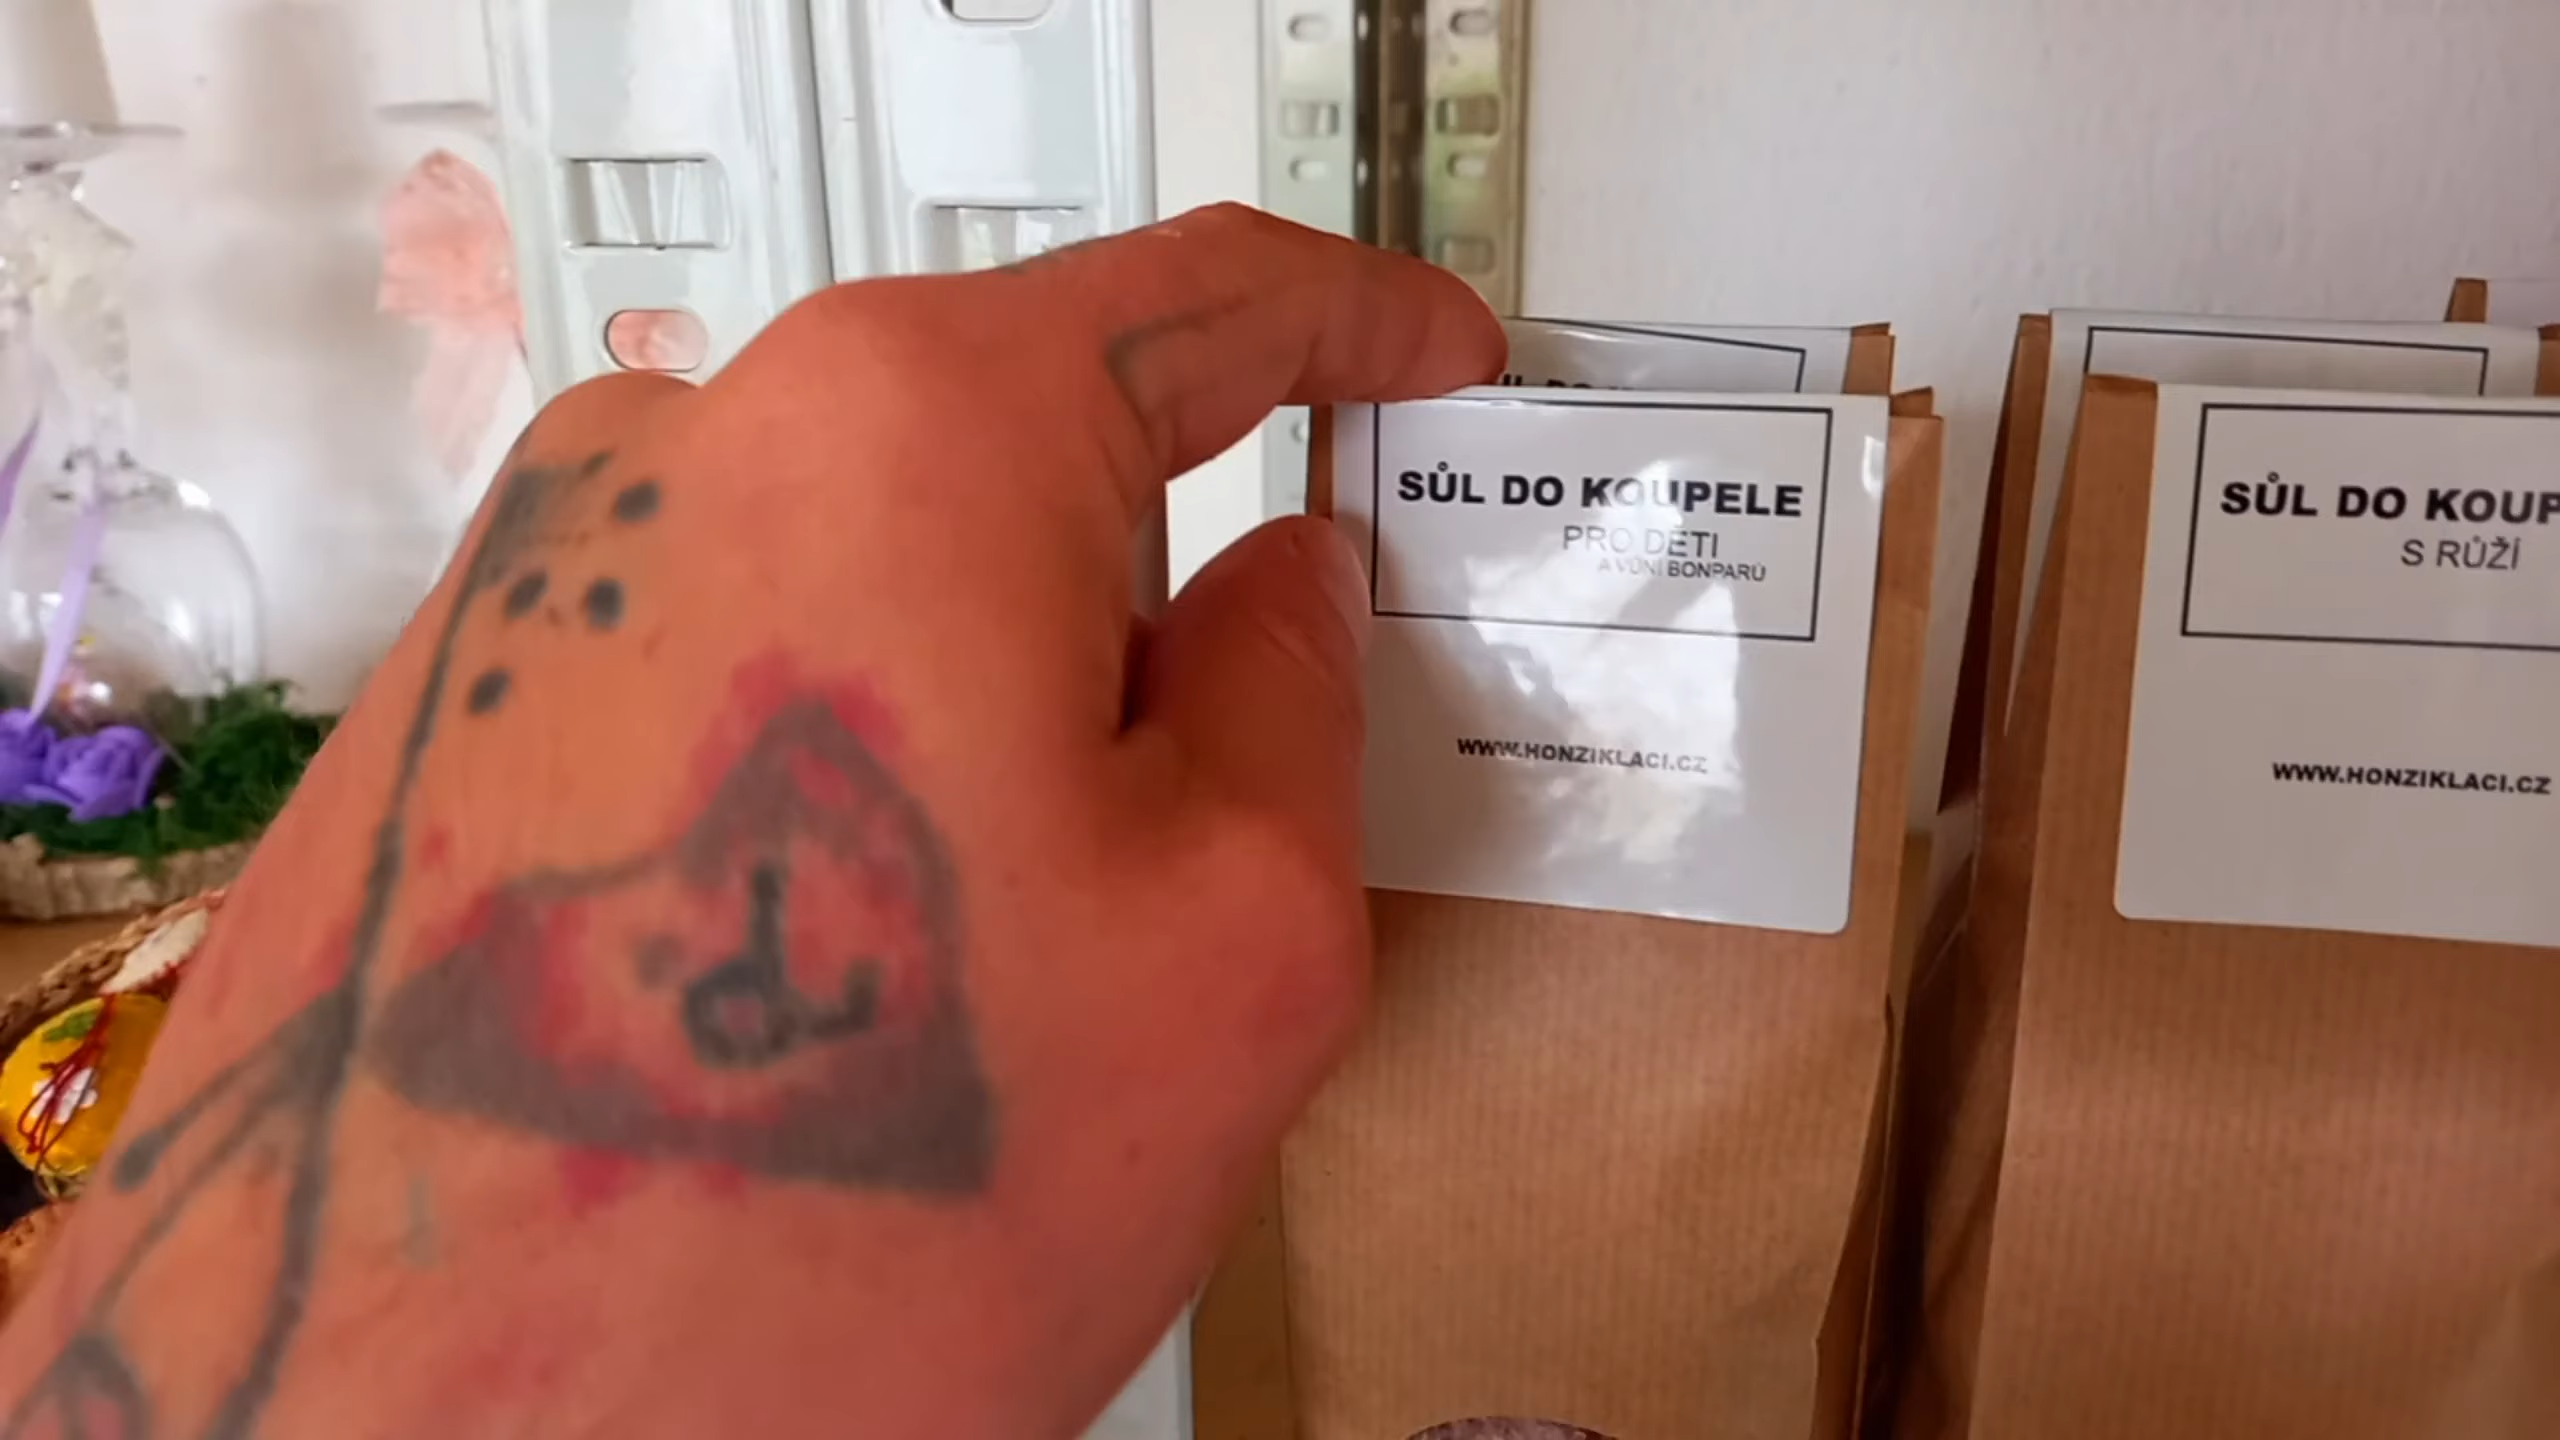 SŮL DO KOUPELE
PRO DĚTI
A VŮNÍ BONPARŮ
WWW.HONZIKLACI.CZ
SŮL DO KOUP
S RŮŽÍ
WWW.HONZIKLACI.CZ